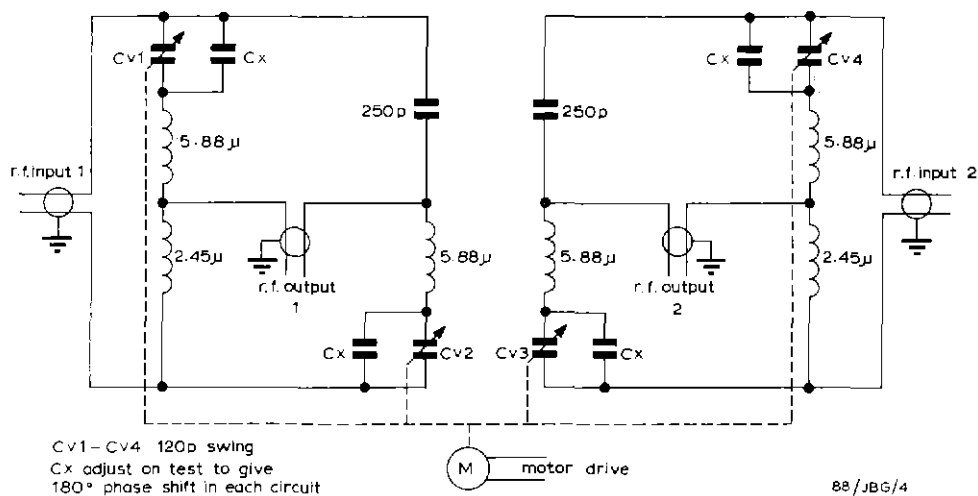 Cv1
Cx
Cx
Cv4
250p
250p
5.88µ
5.88µ
r.f.input 1
r.f. input 2
2.45µ
5.88µ
5.88µ
2.45µ
r.f. output
1
r.f. output
2
Cx
Cv2
Cv3
Cx
Cv1-Cv4 120p swing
Cx adjust on test to give
180° phase shift in each circuit
M
motor drive
88/JBG/4